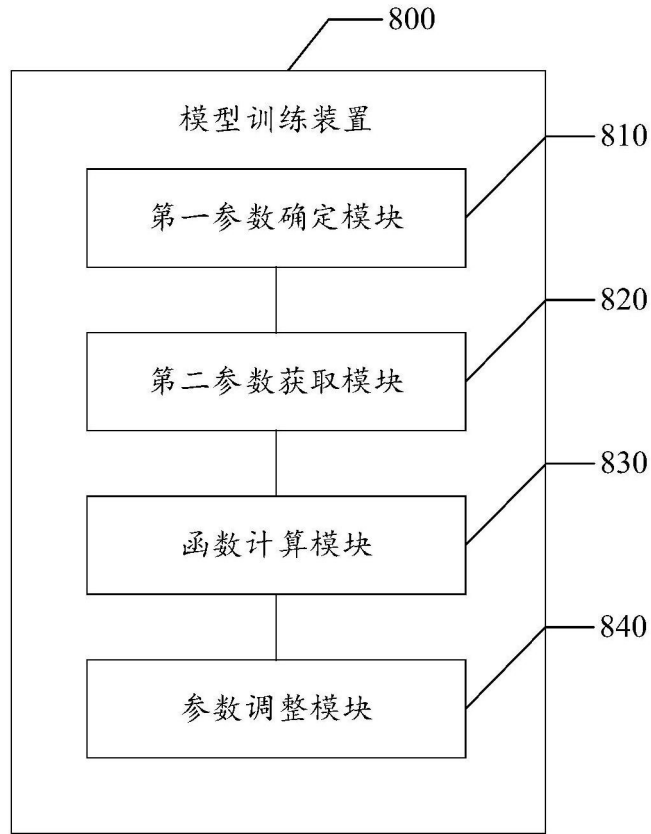 800
模型训练装置
810
第一参数确定模块
820
第二参数获取模块
830
函数计算模块
840
参数调整模块